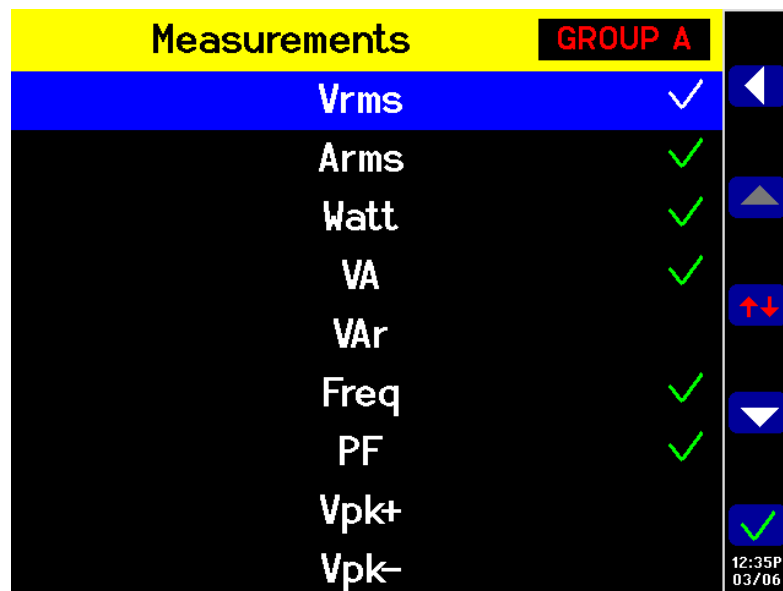 Measurements GROUP A
Vrms
Arms
Watt
VA
VAr
Freq
PF
Vpk+
Vpk-
12:35P
03/06